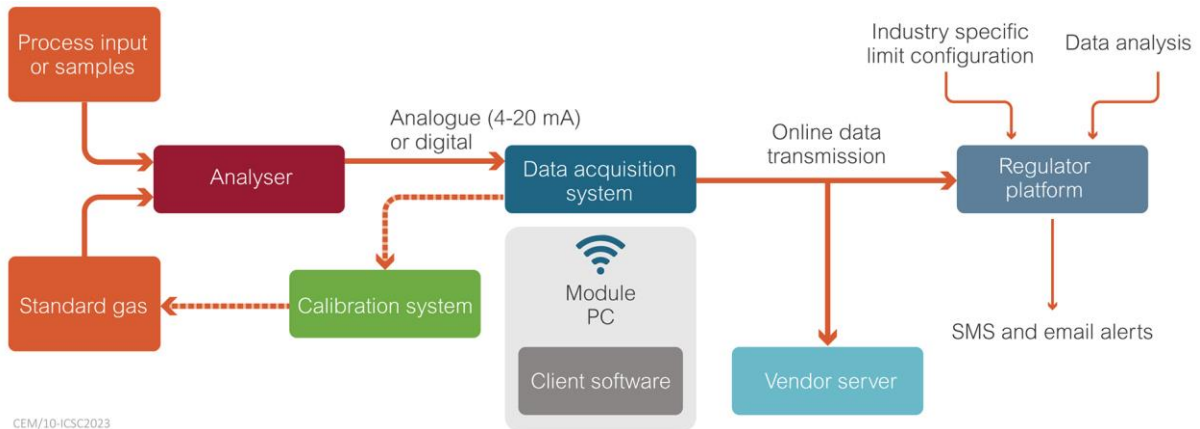 Process input
or samples
Industry specific
limit configuration
Data analysis
Analogue (4-20 mA)
or digital
Online data
transmission
Analyser
Data acquisition
system
Regulator
platform
Standard gas
Calibration system
Module
PC
SMS and email alerts
Client software
Vendor server
CEM/10-ICSC2023